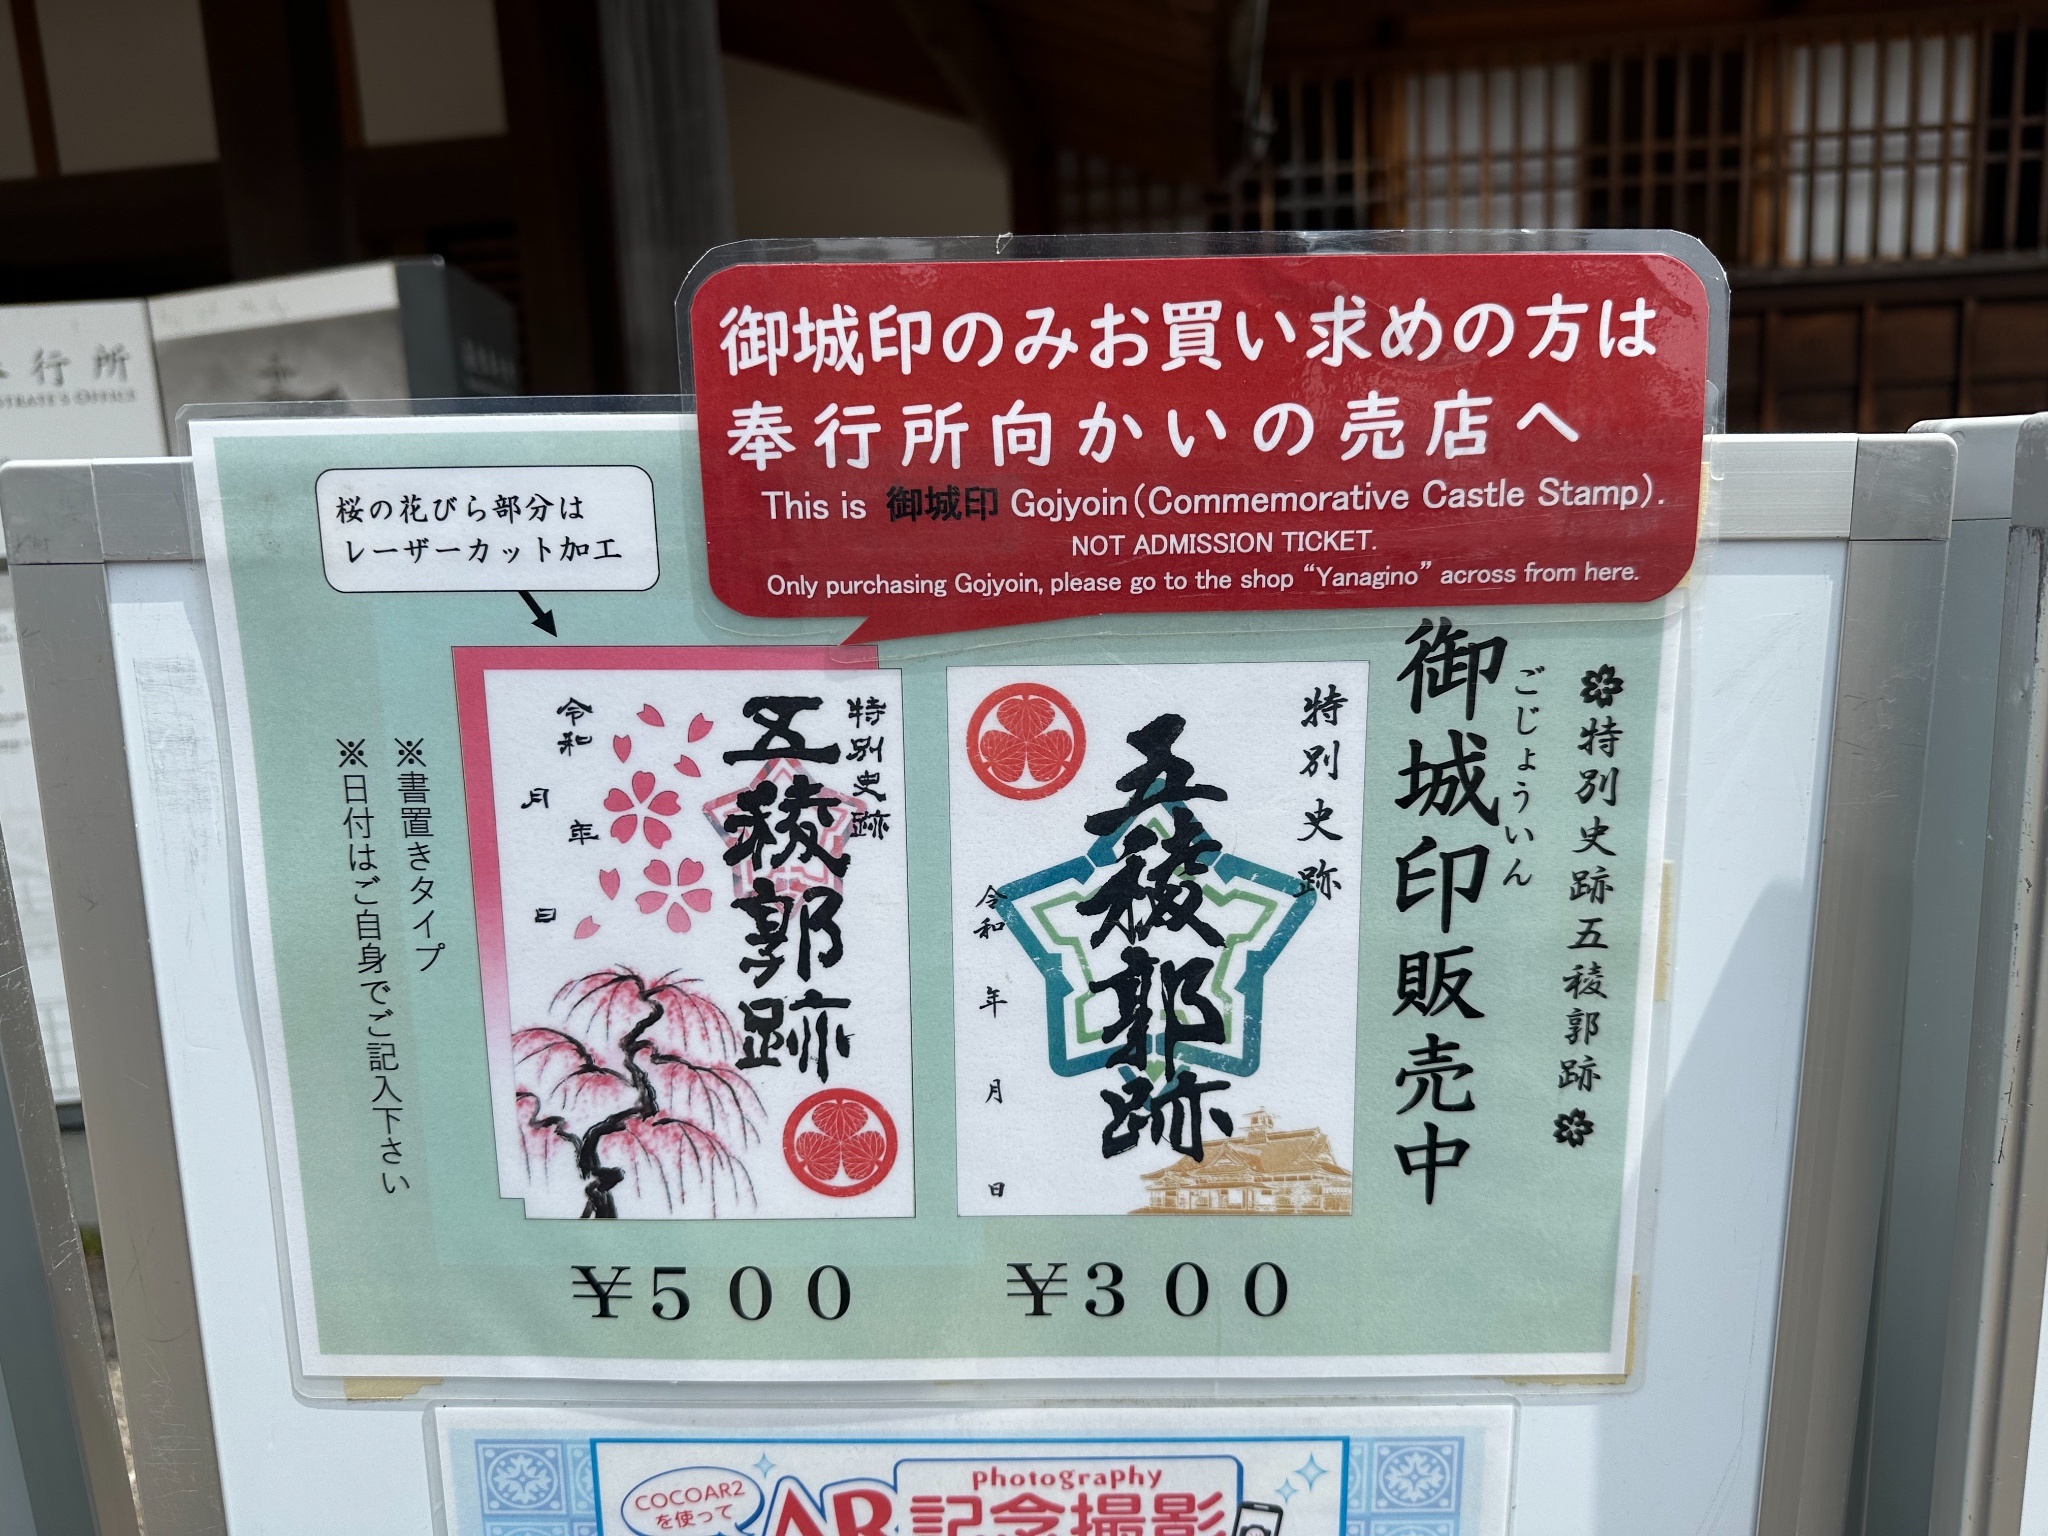 御城印のみお買い求めの方は
奉行所向かいの売店へ
This is 御城印 Gojyoin(Commemorative Castle Stamp).
NOT ADMISSION TICKET.
Only purchasing Gojyoin, please go to the shop “Yanagino” across from here.
行所
OFFICE
桜の花びら部分は
レーザーカット加工
特別史跡五稜郭跡
ごじょういん
御城印販売中
特別史跡
五稜郭跡
令和 年 月 日
特別史跡
五稜郭跡
令和 年
月 日
※書置きタイプ
※日付はご自身でご記入下さい
¥500
¥300
COCOAR2
を使って
photography
AR記念撮影